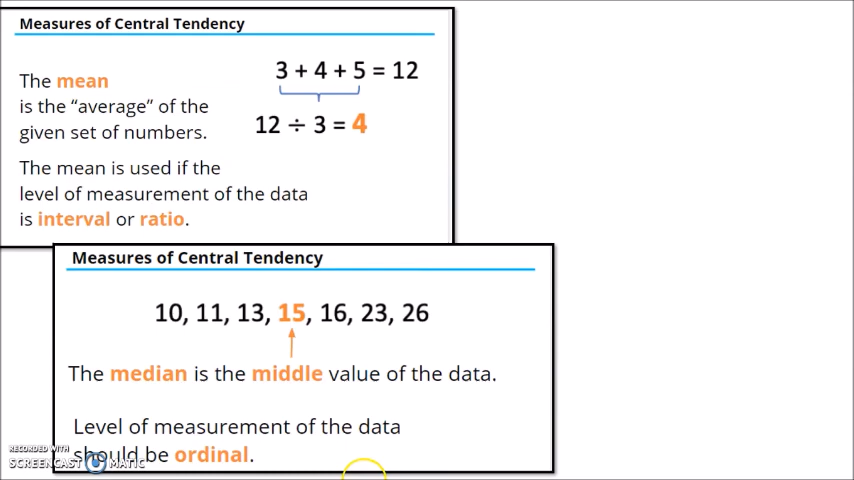 Measures of Central Tendency
3 + 4 + 5 = 12
The mean
is the “average” of the
given set of numbers.
12 ÷ 3 = 4
The mean is used if the
level of measurement of the data
is interval or ratio.
Measures of Central Tendency
10, 11, 13, 15, 16, 23, 26
The median is the middle value of the data.
Level of measurement of the data
should be ordinal.
RECORDED WITH
SCREENCAST MATIC